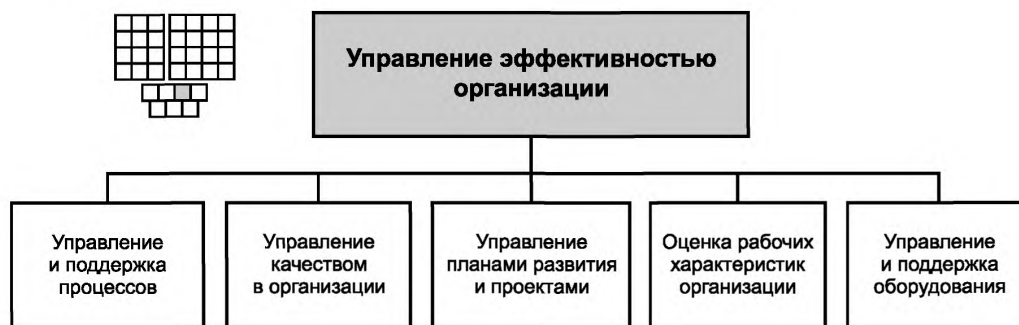 Управление эффективностью
организации
Управление
и поддержка
процессов
Управление
качеством
в организации
Управление
планами развития
и проектами
Оценка рабочих
характеристик
организации
Управление
и поддержка
оборудования